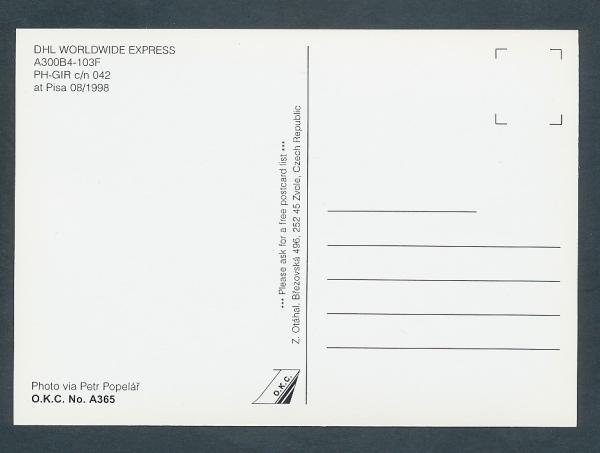 DHL WORLDWIDE EXPRESS
A300B4-103F
PH-GIR c/n 042
at Pisa 08/1998
*** Please ask for a free postcard list ***
Z. Otáhal, Březovská 496, 252 45 Zvole, Czech Republic
O.K.C.
Photo via Petr Popelář
O.K.C. No. A365